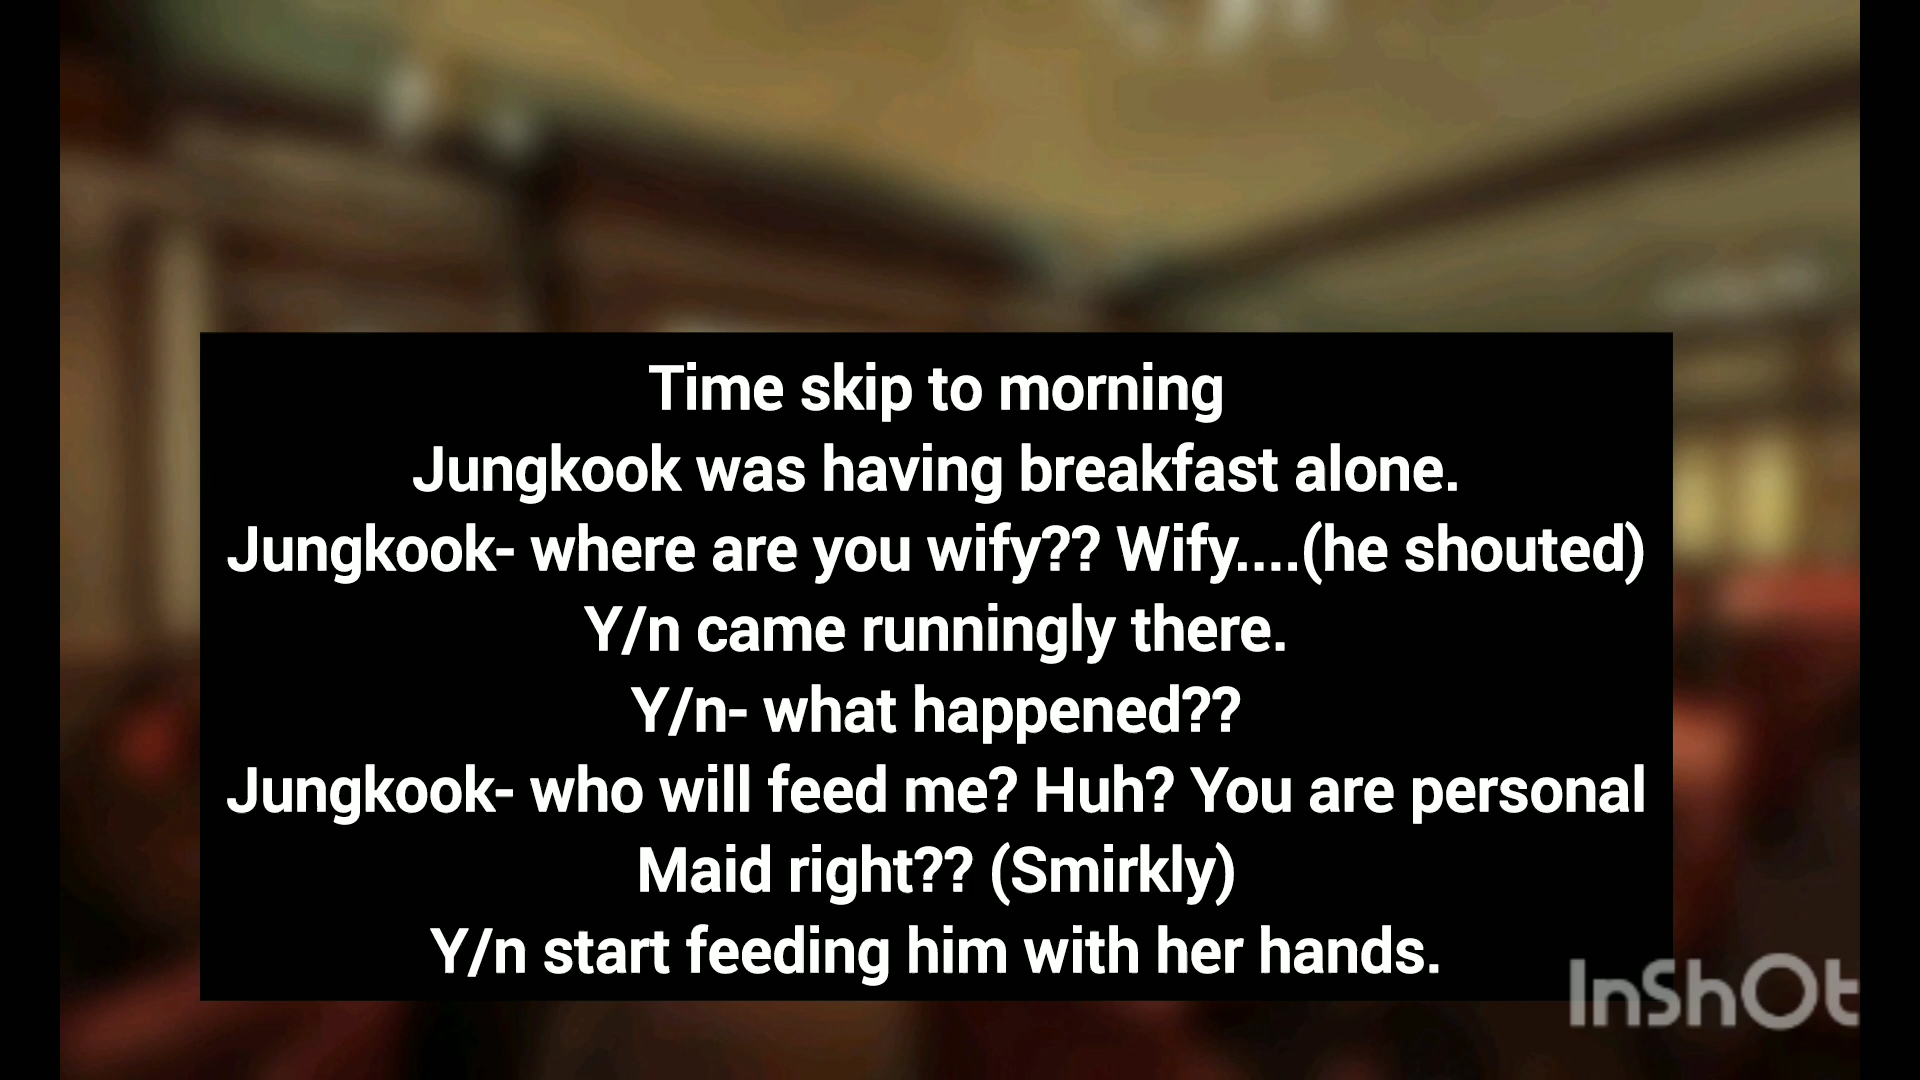 Time skip to morning
Jungkook was having breakfast alone.
Jungkook- where are you wify?? Wify....(he shouted)
Y/n came runningly there.
Y/n- what happened??
Jungkook- who will feed me? Huh? You are personal
Maid right?? (Smirkly)
Y/n start feeding him with her hands.
InShOt